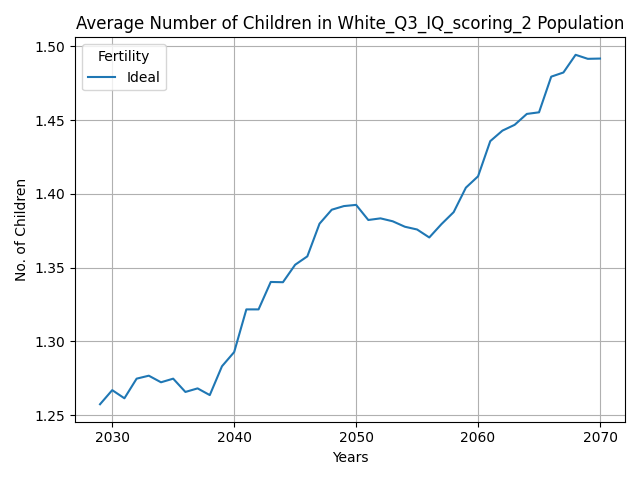 Average Number of Children in White_Q3_IQ_scoring_2 Population
Fertility
Ideal
No. of Children
1.50
1.45
1.40
1.35
1.30
1.25
2030 2040 2050 2060 2070
Years